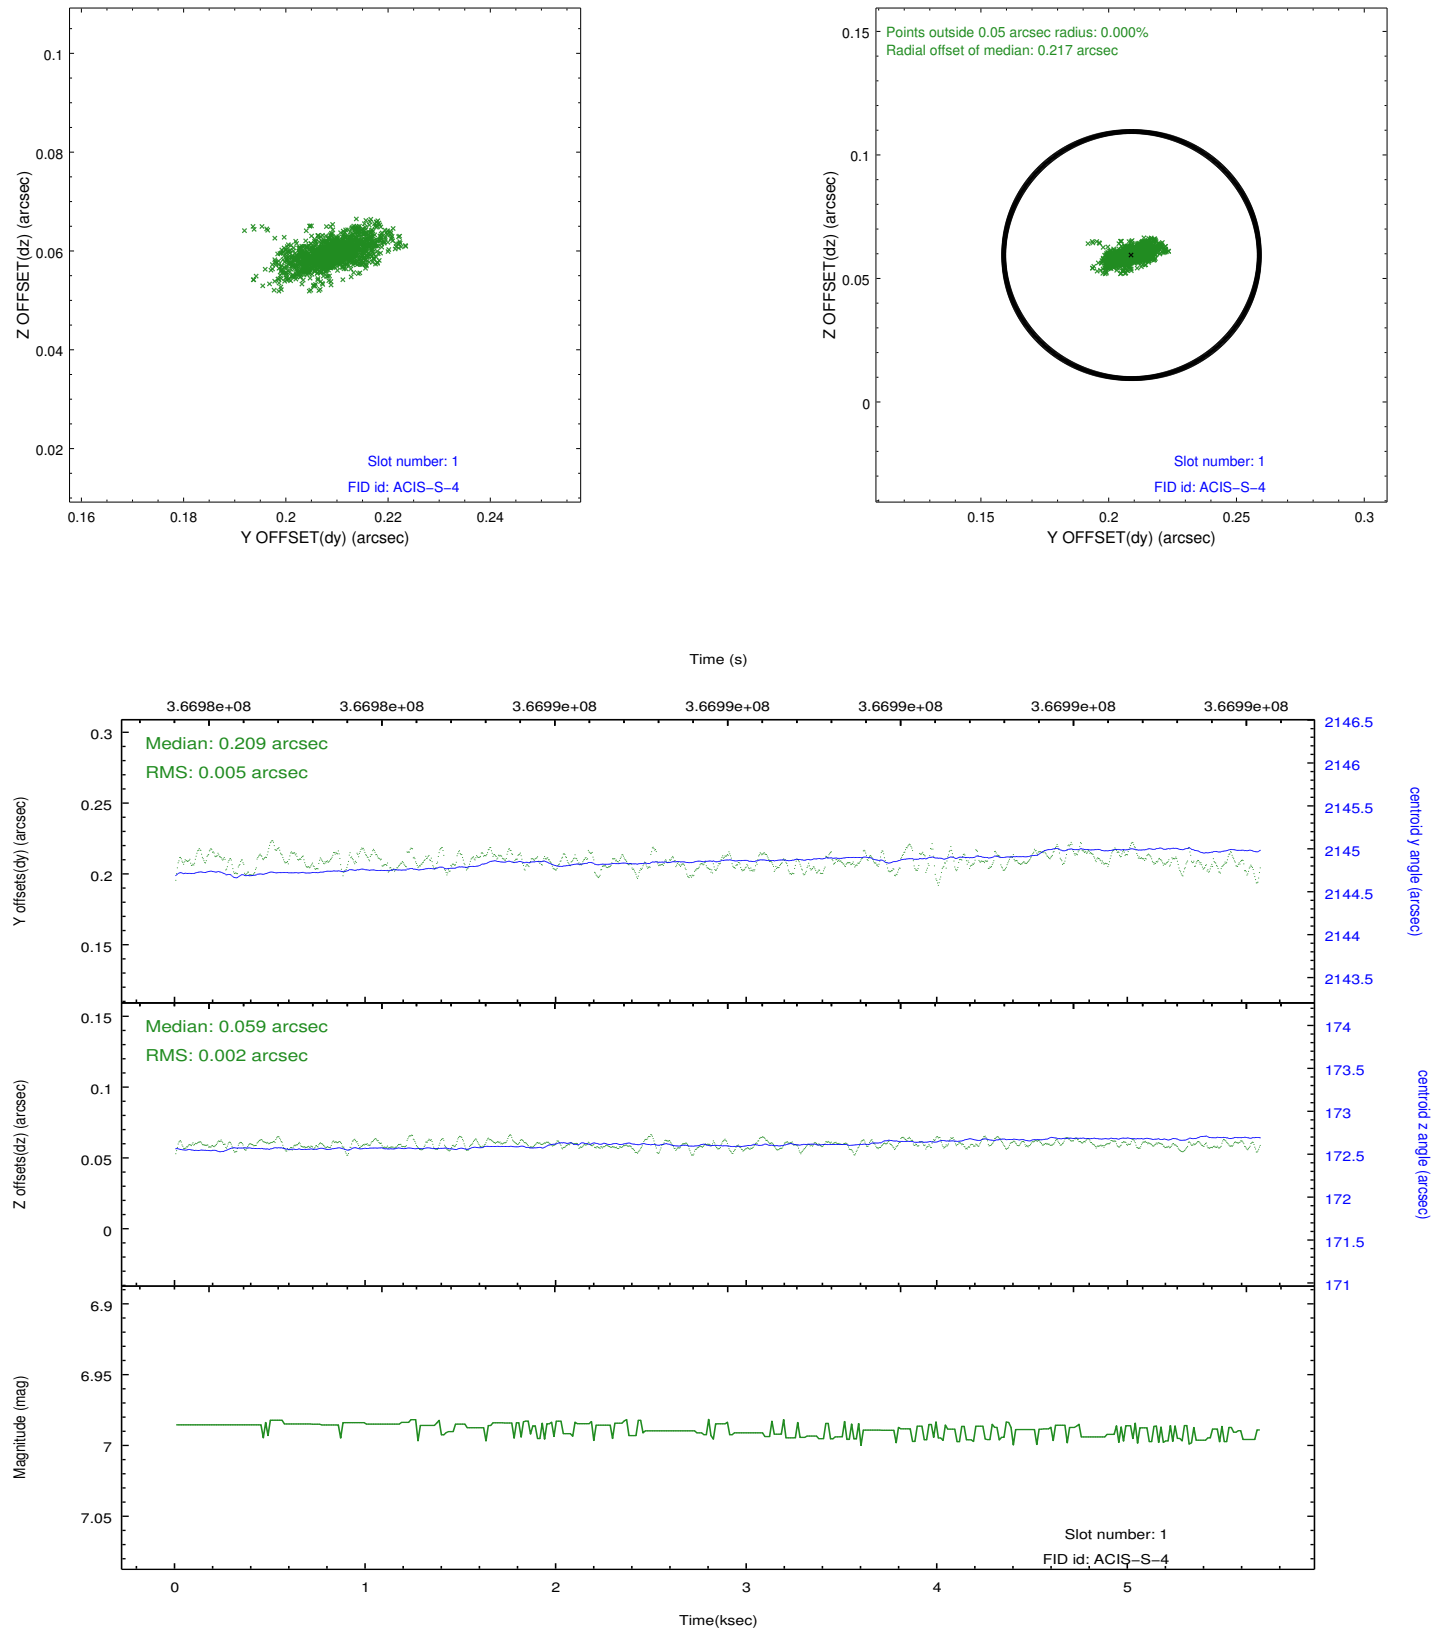 0.1
0.08
0.06
0.04
0.02
Z OFFSET(dz) (arcsec)
Slot number: 1
FID id: ACIS−S−4
0.16 0.18 0.2 0.22 0.24
Y OFFSET(dy) (arcsec)
Points outside 0.05 arcsec radius: 0.000%
Radial offset of median: 0.217 arcsec
0.15
0.1
0.05
0
Z OFFSET(dz) (arcsec)
Slot number: 1
FID id: ACIS−S−4
0.15 0.2 0.25 0.3
Y OFFSET(dy) (arcsec)
Time (s)
3.6698e+08 3.6698e+08 3.6699e+08 3.6699e+08 3.6699e+08 3.6699e+08 3.6699e+08
Median: 0.209 arcsec
RMS: 0.005 arcsec
0.3
0.25
0.2
0.15
Y offsets(dy) (arcsec)
2146.5
2146
2145.5
2145
2144.5
2144
2143.5
centroid y angle (arcsec)
Median: 0.059 arcsec
RMS: 0.002 arcsec
0.15
0.1
0.05
0
Z offsets(dz) (arcsec)
174
173.5
173
172.5
172
171.5
171
centroid z angle (arcsec)
6.9
6.95
7
7.05
Magnitude (mag)
Slot number: 1
FID id: ACIS−S−4
0 1 2 3 4 5
Time(ksec)